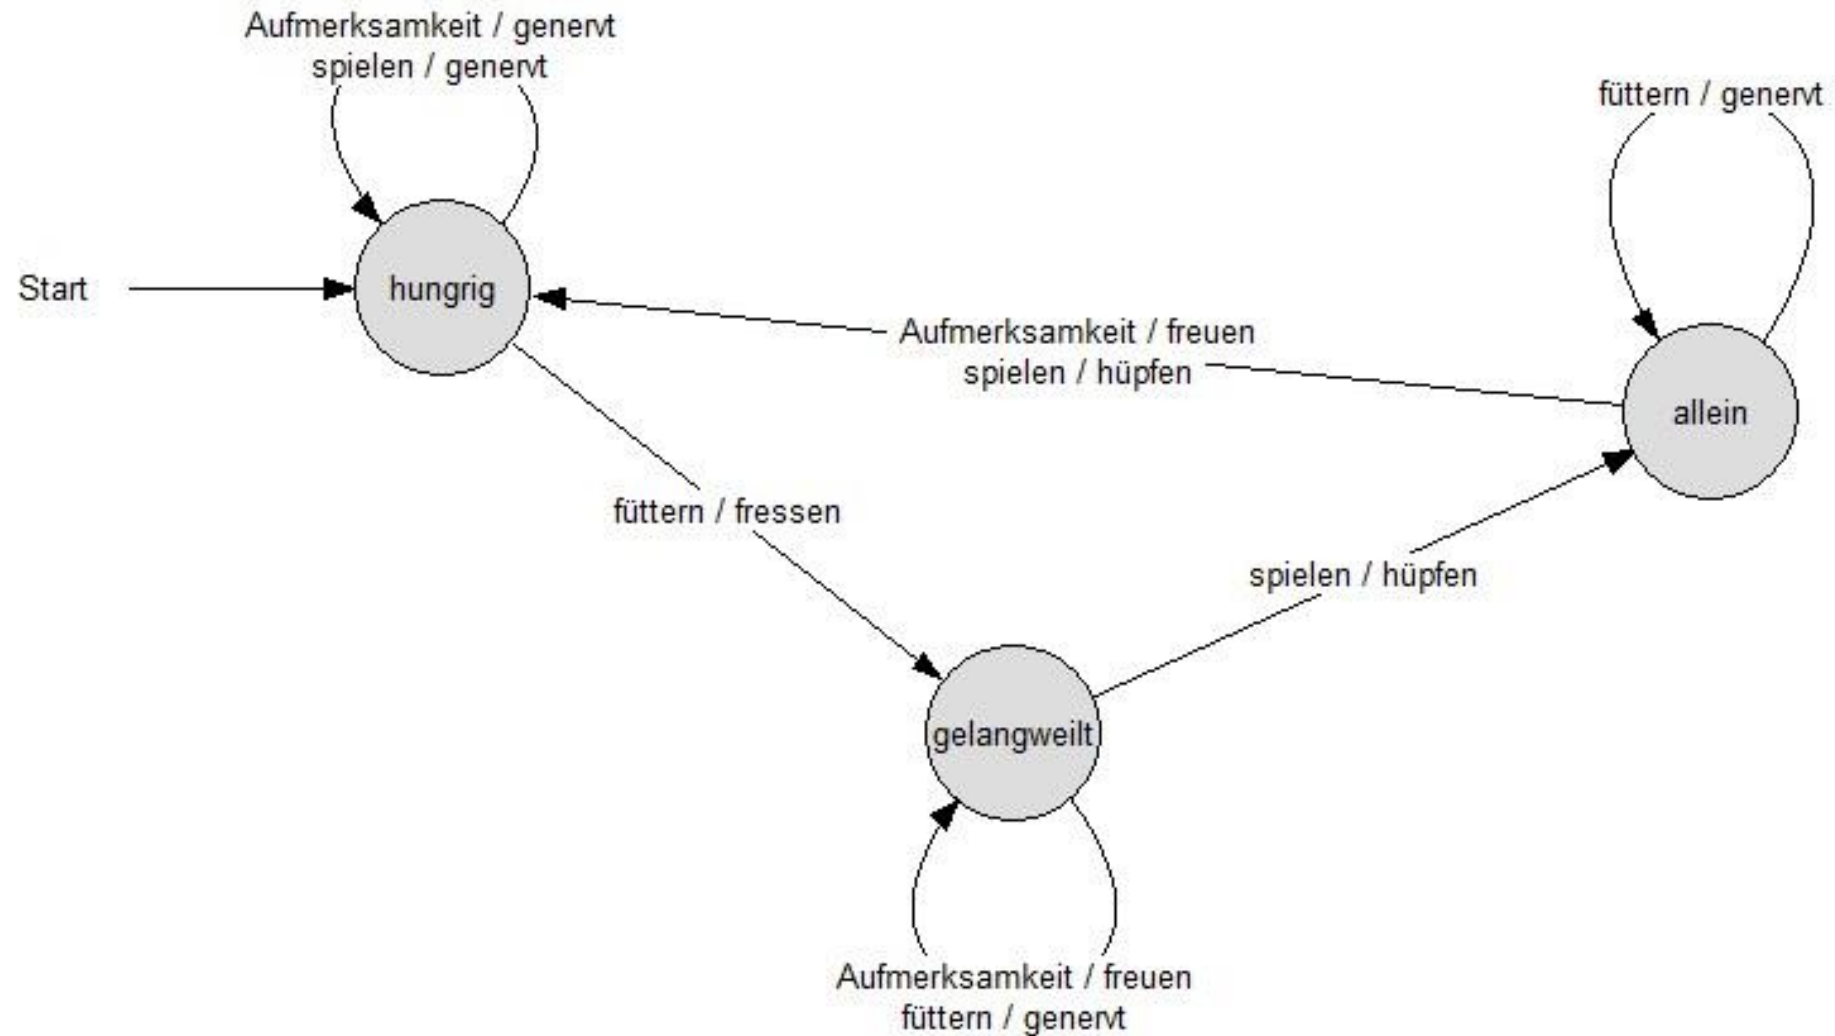 Aufmerksamkeit / genervt
spielen / genervt
füttern / genervt
Start
hungrig
Aufmerksamkeit / freuen
spielen / hüpfen
allein
füttern / fressen
spielen / hüpfen
gelangweilt
Aufmerksamkeit / freuen
füttern / genervt